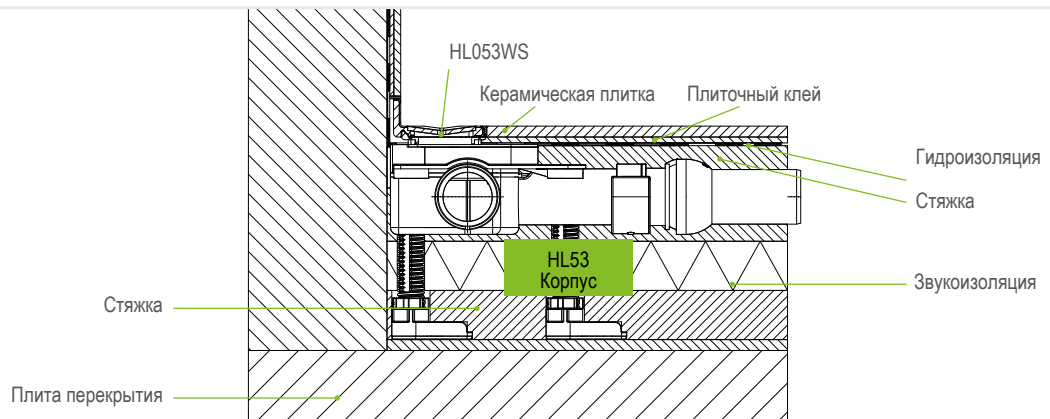 HL053WS
Керамическая плитка
Плиточный клей
Гидроизоляция
Стяжка
HL53
Корпус
Звукоизоляция
Стяжка
Плита перекрытия